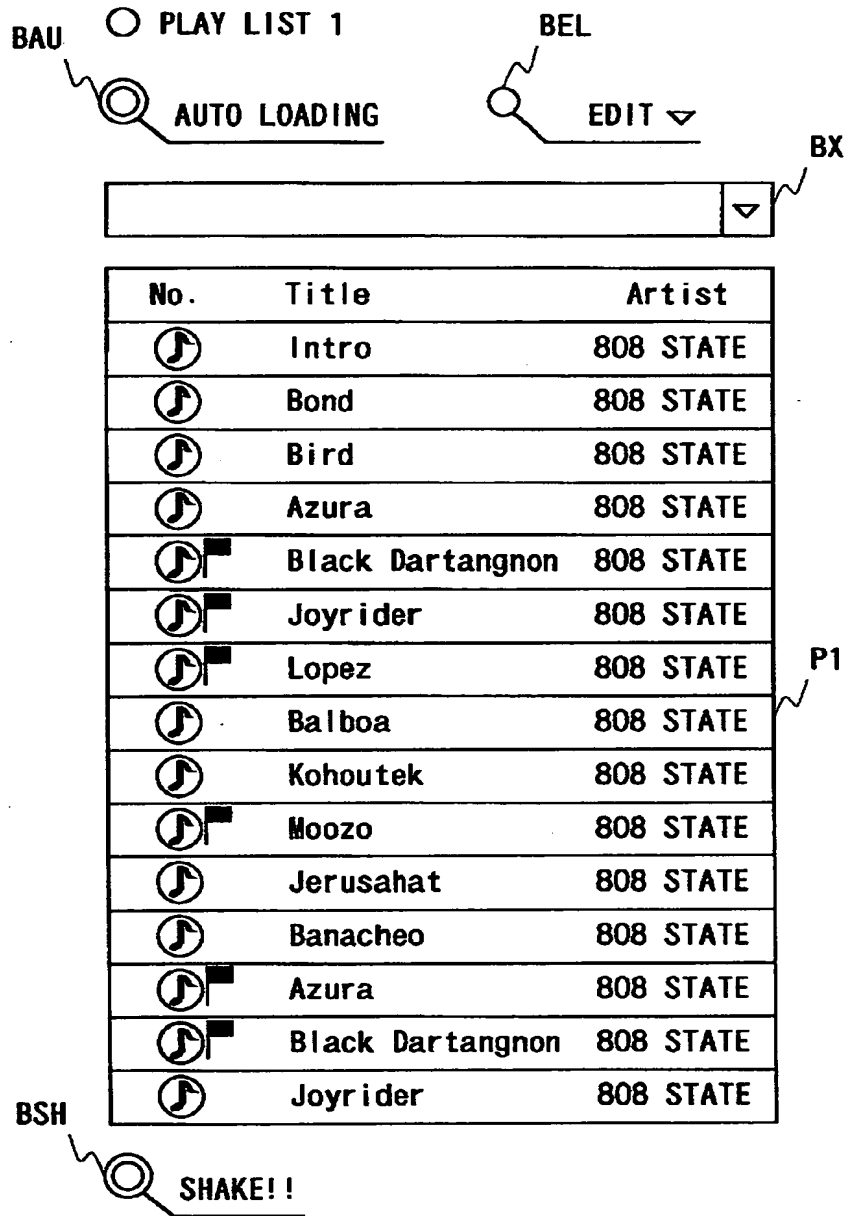 PLAY LIST 1
BAU
BEL
AUTO LOADING
EDIT
BX
No. Title Artist
Intro 808 STATE
Bond 808 STATE
Bird 808 STATE
Azura 808 STATE
Black Dartangnon 808 STATE
Joyrider 808 STATE
Lopez 808 STATE
P1
Balboa 808 STATE
Kohoutek 808 STATE
Moozo 808 STATE
Jerusahat 808 STATE
Banacheo 808 STATE
Azura 808 STATE
Black Dartangnon 808 STATE
Joyrider 808 STATE
BSH
SHAKE!!